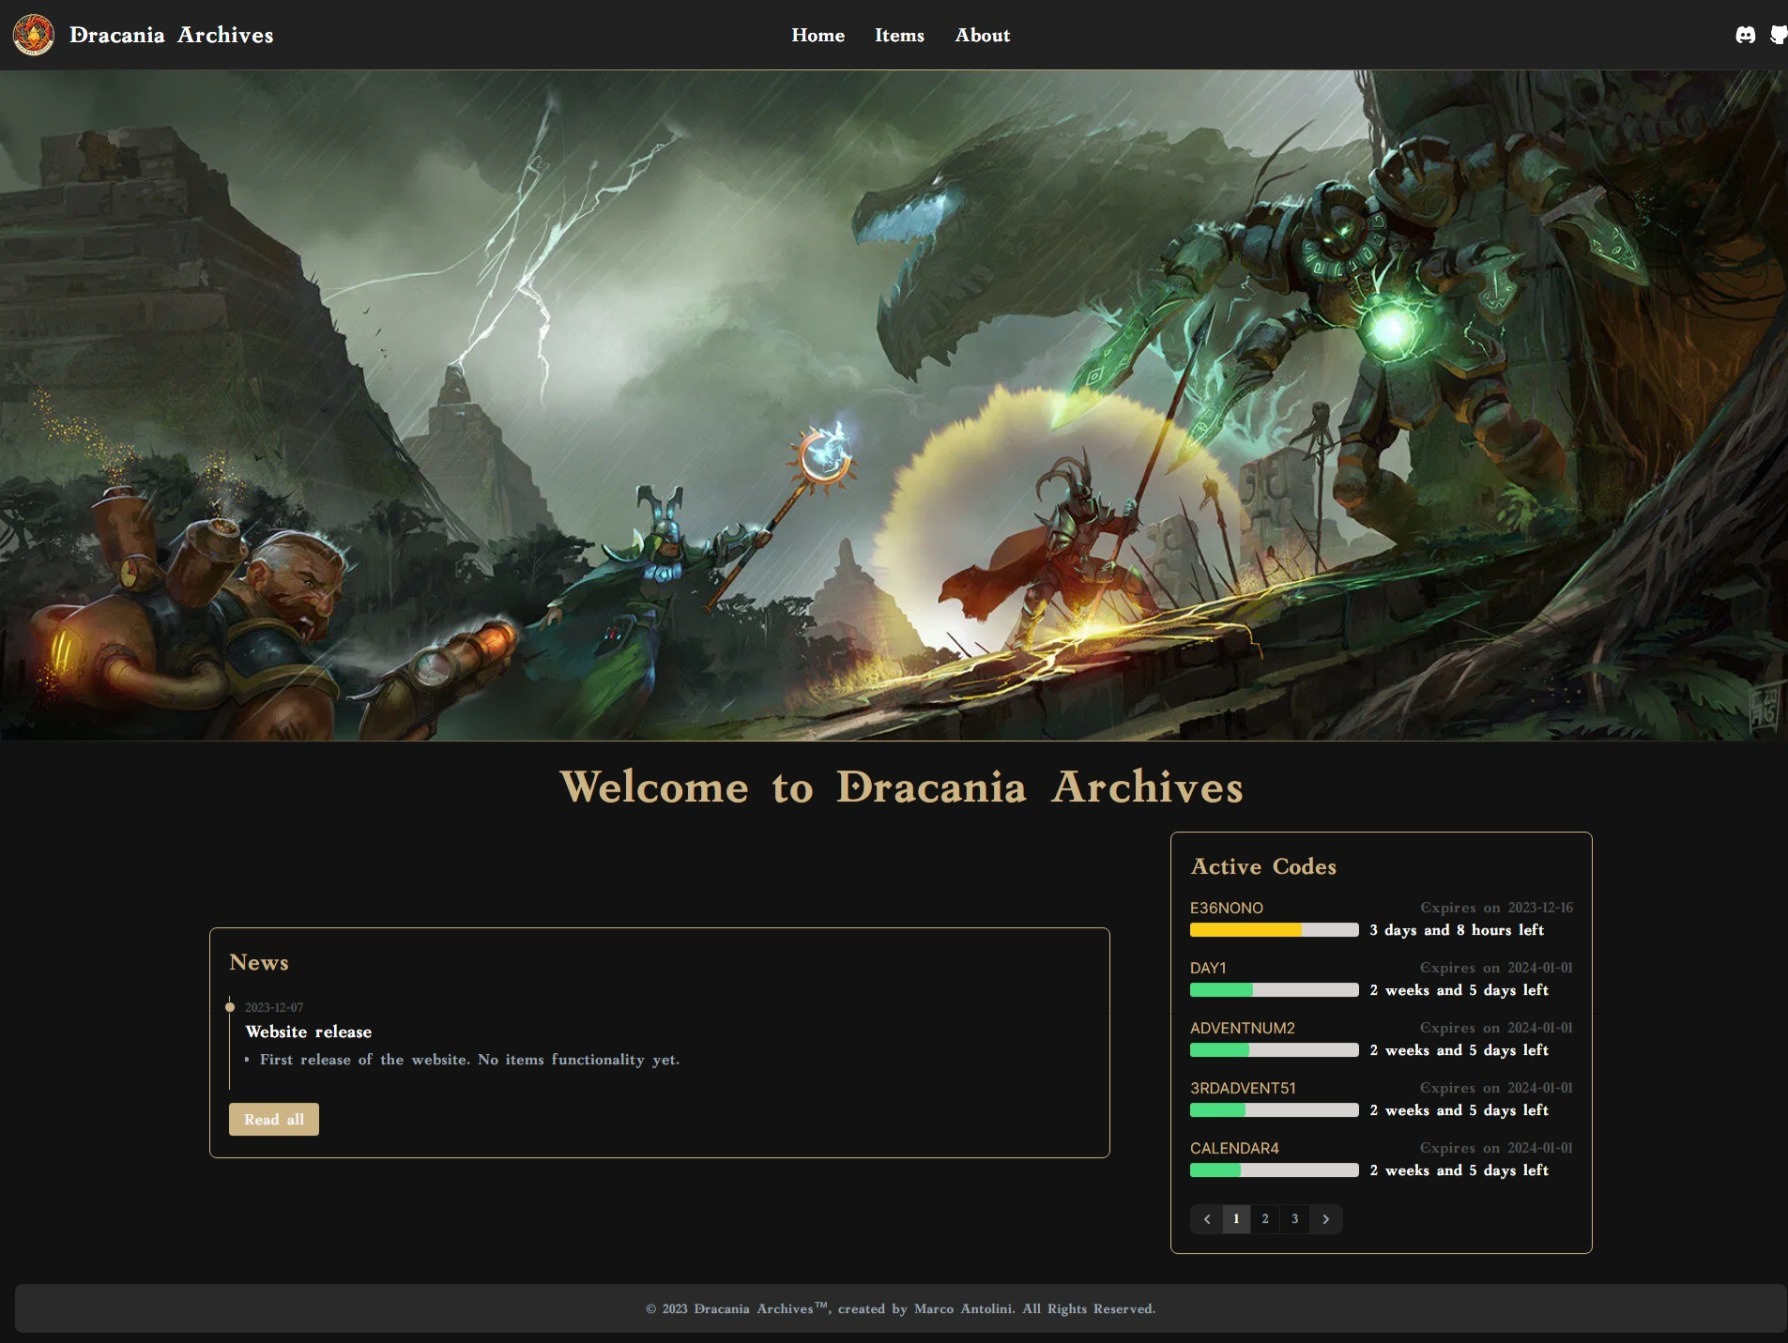 Dracania Archives
Home Items About
Welcome to Dracania Archives
News
2023-12-07
Website release
First release of the website. No items functionality yet.
Read all
Active Codes
E36NONO Expires on 2023-12-16
3 days and 8 hours left
DAY1 Expires on 2024-01-01
2 weeks and 5 days left
ADVENTNUM2 Expires on 2024-01-01
2 weeks and 5 days left
3RDADVENT51 Expires on 2024-01-01
2 weeks and 5 days left
CALENDAR4 Expires on 2024-01-01
2 weeks and 5 days left
1 2 3
© 2023 Dracania Archives™, created by Marco Antolini. All Rights Reserved.